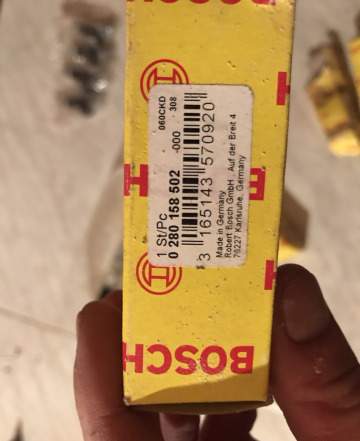 BOSCH
060CKD 308
1 St/Pc
0 280 158 502 -000
3 165143 570920
Made in Germany
Robert Bosch GmbH . Auf der Breit 4
76227 Karlsruhe, Germany
BOSCH